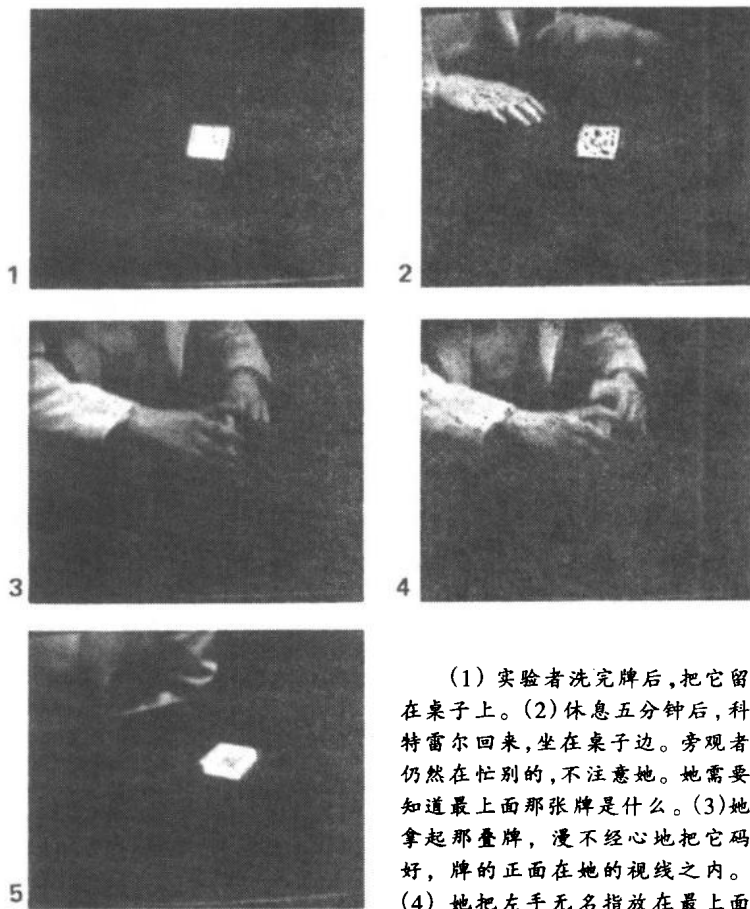 1
2
3
4
5
(1) 实验者洗完牌后,把它留
在桌子上。(2)休息五分钟后,科
特雷尔回来,坐在桌子边。旁观者
仍然在忙别的,不注意她。她需要
知道最上面那张牌是什么。(3)她
拿起那叠牌,漫不经心地把它码
好,牌的正面在她的视线之内。
(4) 她把左手无名指放在最上面